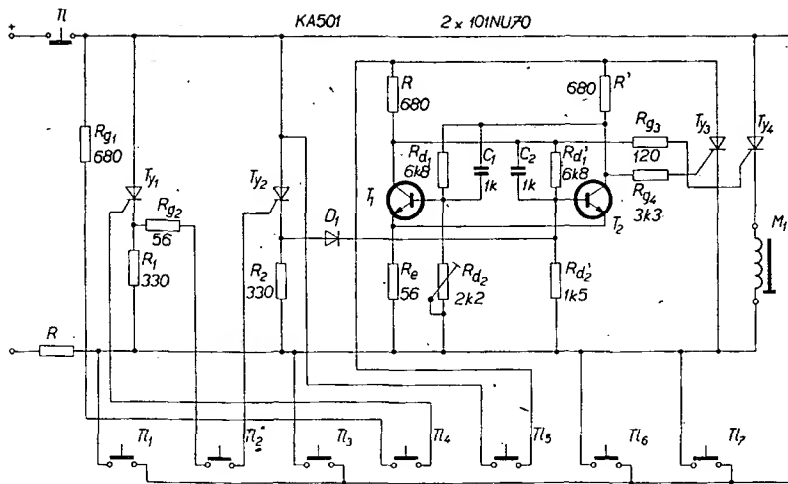 KA501 2 x 101NU70
+ Tl
R 680
680 R'
Rg1 680
Ty1
Ty2
Rd1 6k8
C1 1k
C2 1k
Rd1' 6k8
Rg3 120
Ty3
Ty4
Rg4 3k3
T1
T2
Rg2 56
D1
M1
R1 330
R2 330
Re 56
Rd2 2k2
Rd2' 1k5
R
Tl1
Tl2
Tl3
Tl4
Tl5
Tl6
Tl7